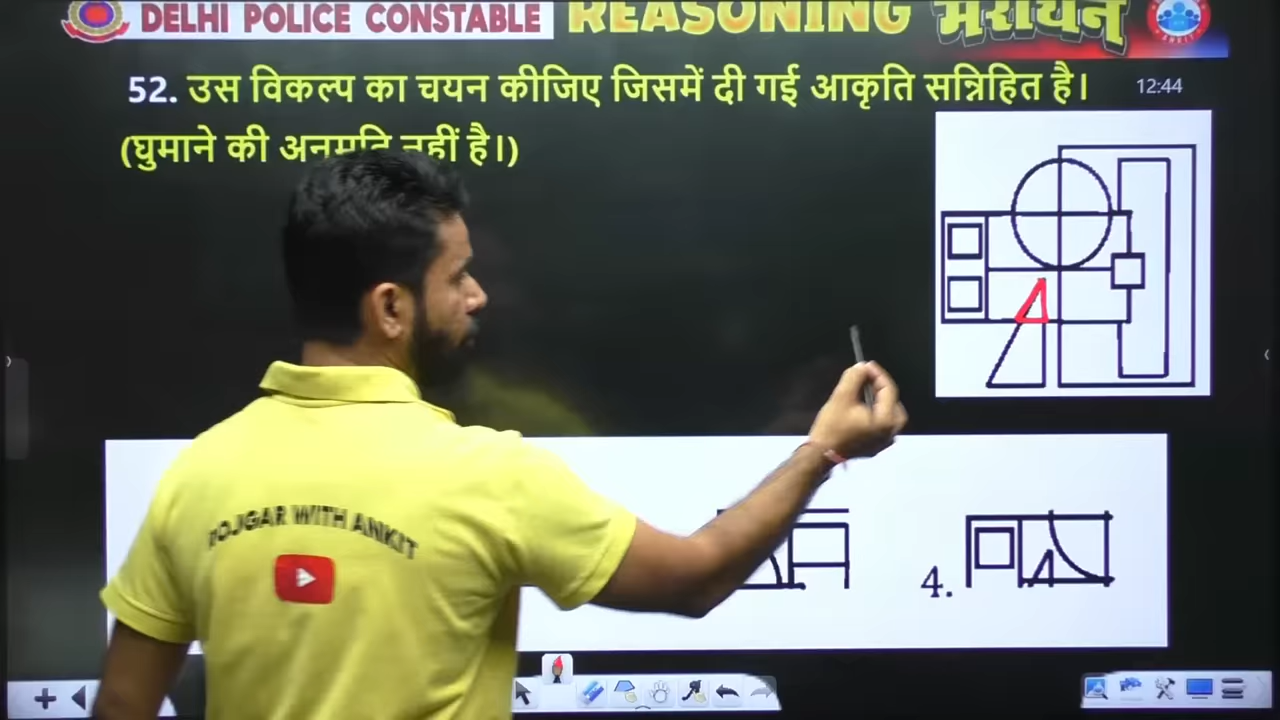 DELHI POLICE CONSTABLE REASONING मैराथन
52. उस विकल्प का चयन कीजिए जिसमें दी गई आकृति सन्निहित है।
12:44
(घुमाने की अनुमति नहीं है।)
ROJGAR WITH ANKIT
4.